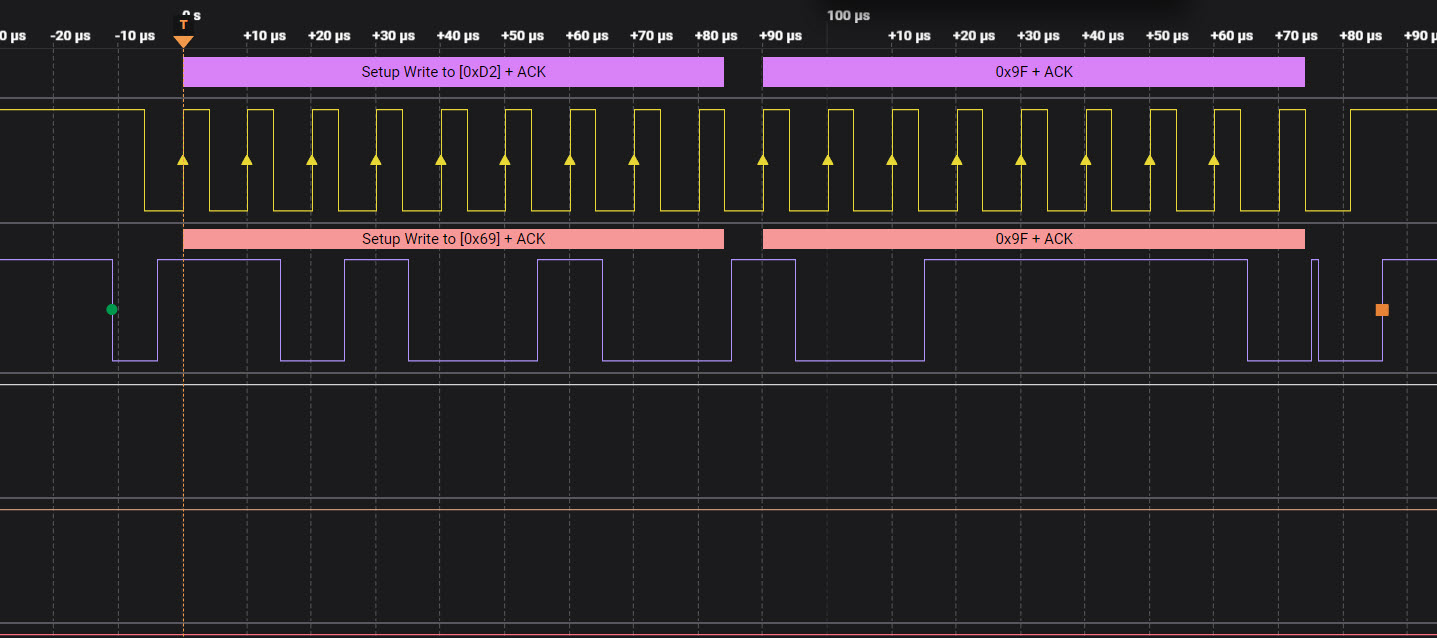 0 s
100 µs
T
0 µs -20 µs -10 µs +10 µs +20 µs +30 µs +40 µs +50 µs +60 µs +70 µs +80 µs +90 µs +10 µs +20 µs +30 µs +40 µs +50 µs +60 µs +70 µs +80 µs +90 µ
Setup Write to [0xD2] + ACK
0x9F + ACK
Setup Write to [0x69] + ACK
0x9F + ACK